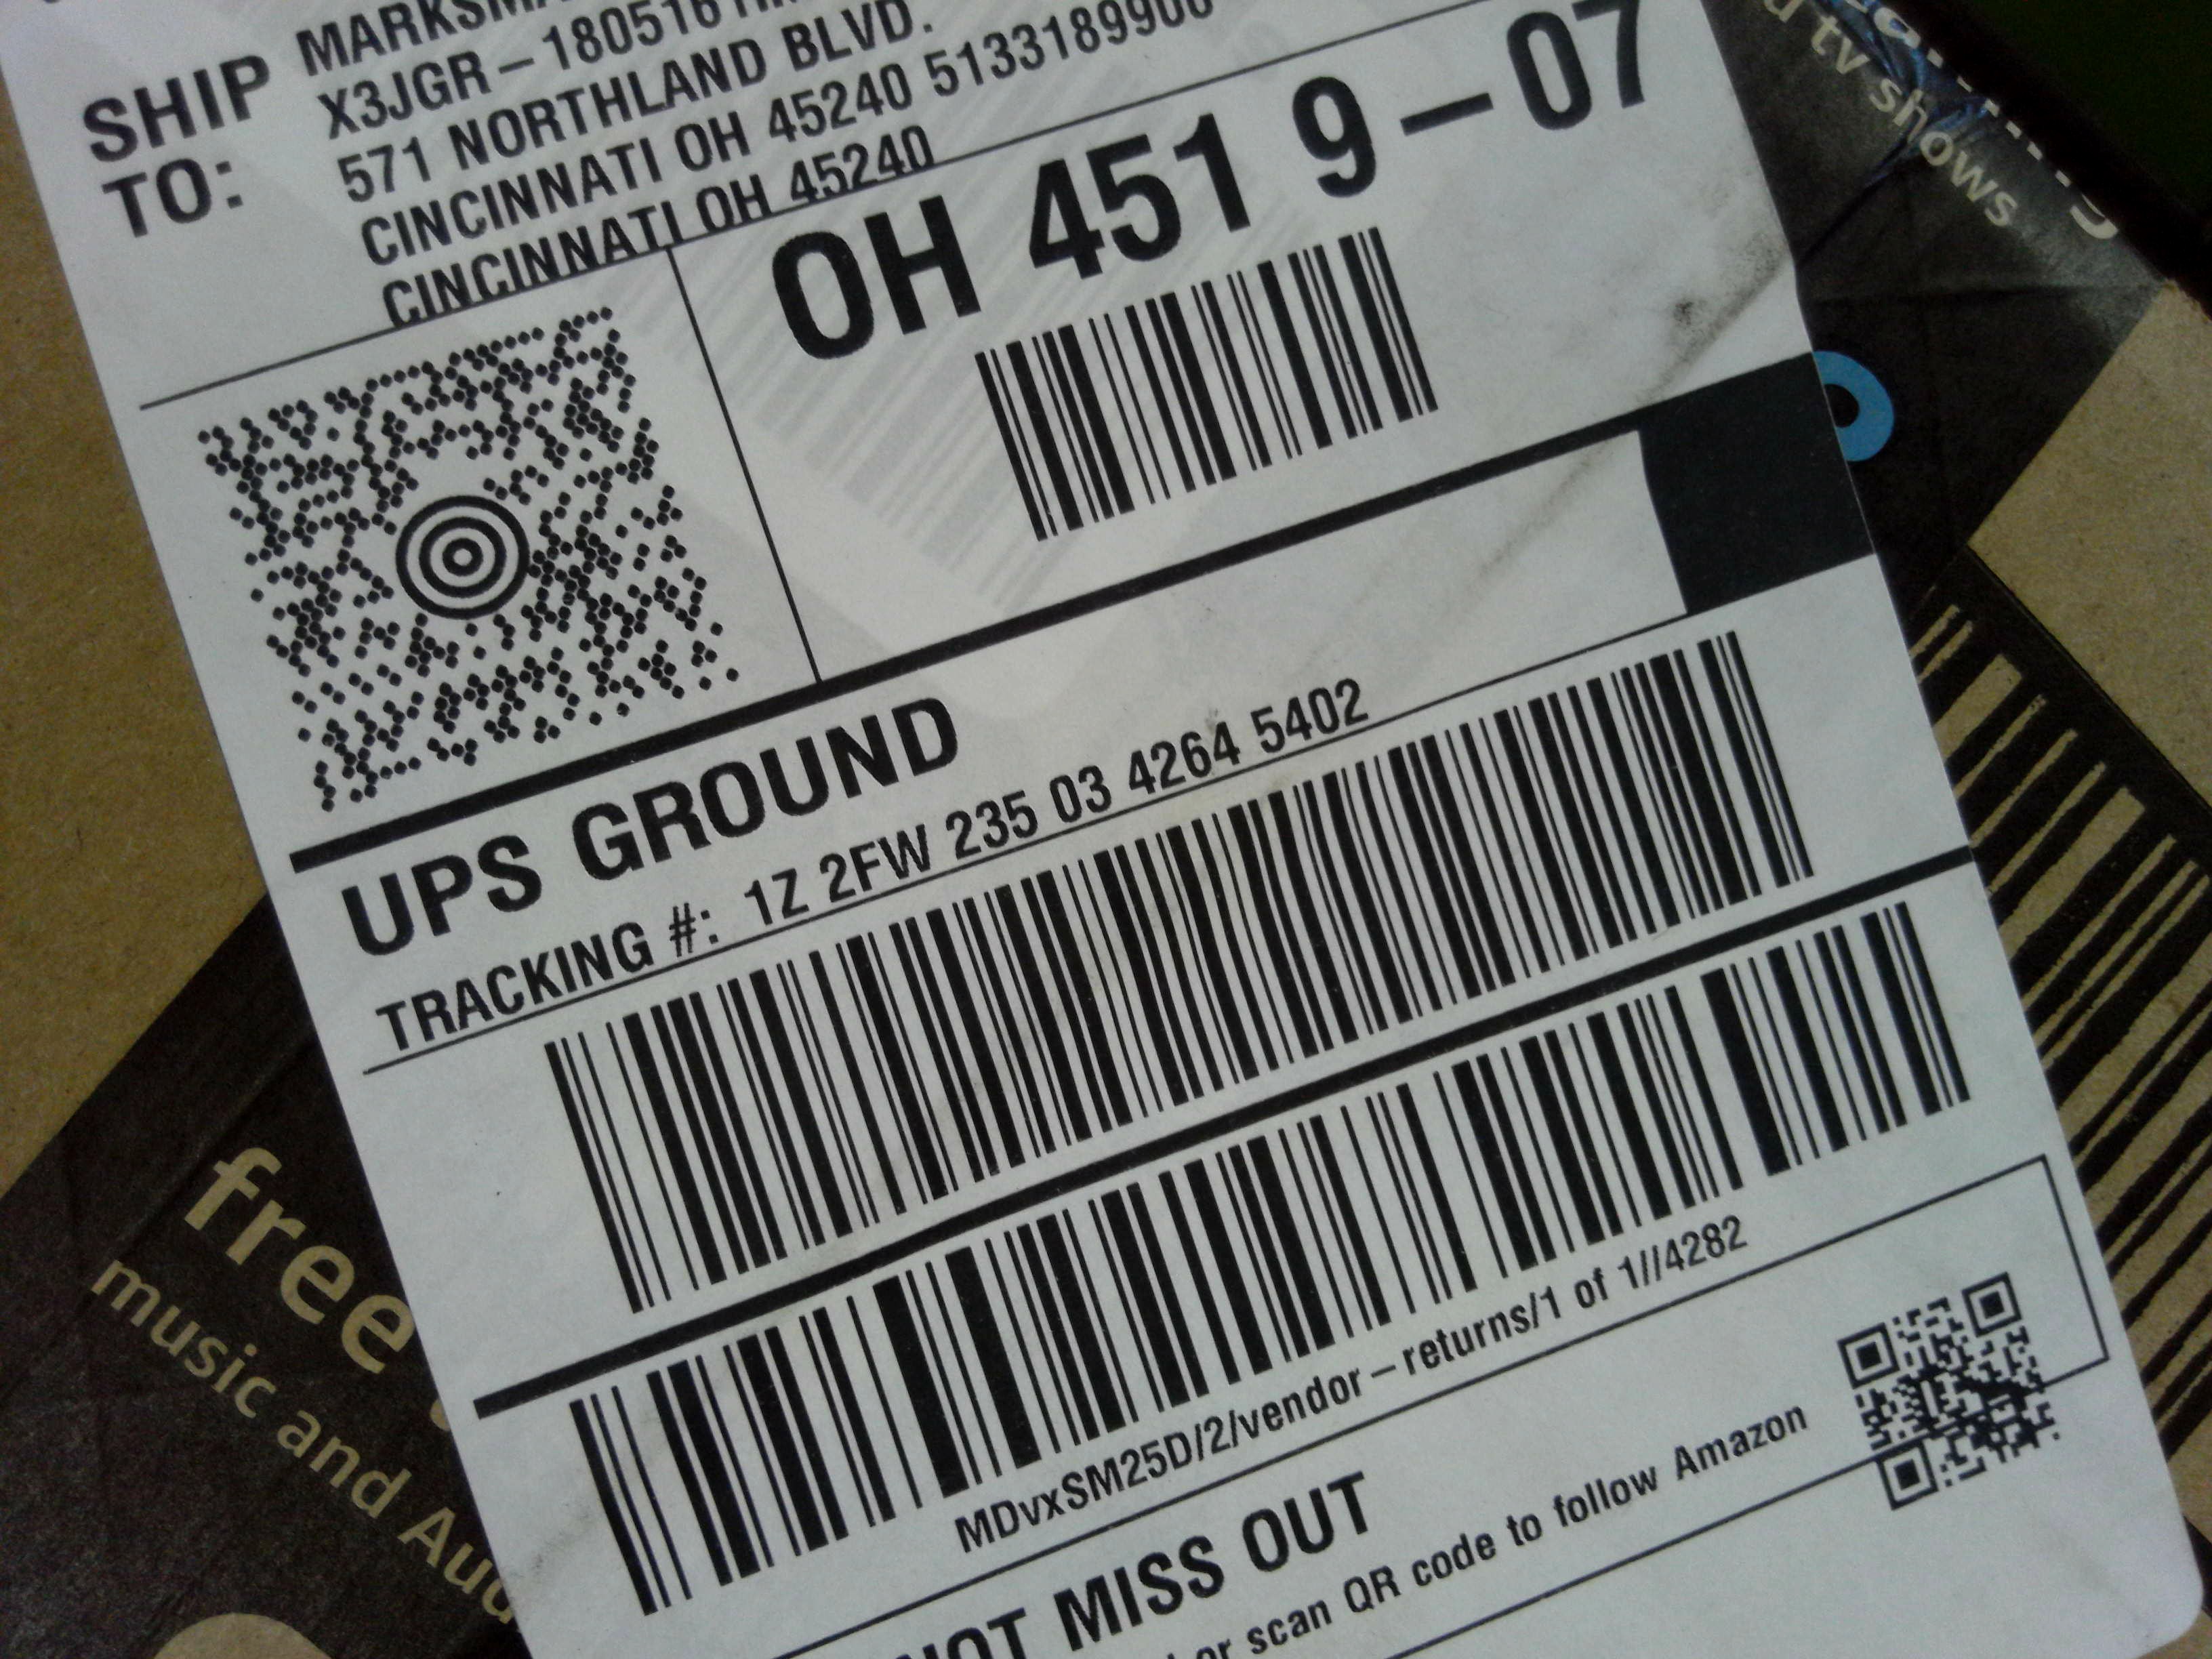 SHIP
TO:
X3JGR-180516
571 NORTHLAND BLVD.
CINCINNATI OH 45240 5133189900
CINCINNATI OH 45240
OH 451 9-07
UPS GROUND
TRACKING #: 1Z 2FW 235 03 4264 5402
MDvxSM25D/2/vendor-returns/1 of 1//4282
NOT MISS OUT
or scan QR code to follow Amazon
free
music and
tv shows